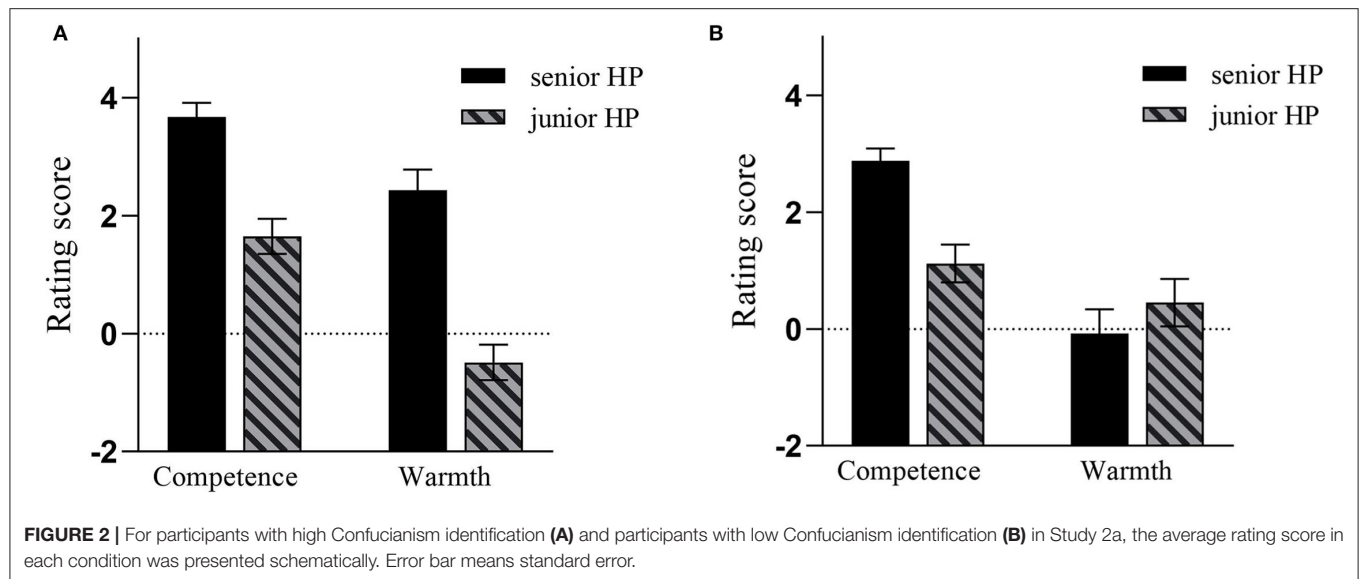 A
senior HP
junior HP
Rating score
4
2
0
-2
Competence
Warmth
B
senior HP
junior HP
Rating score
4
2
0
-2
Competence
Warmth
FIGURE 2 | For participants with high Confucianism identification (A) and participants with low Confucianism identification (B) in Study 2a, the average rating score in
each condition was presented schematically. Error bar means standard error.